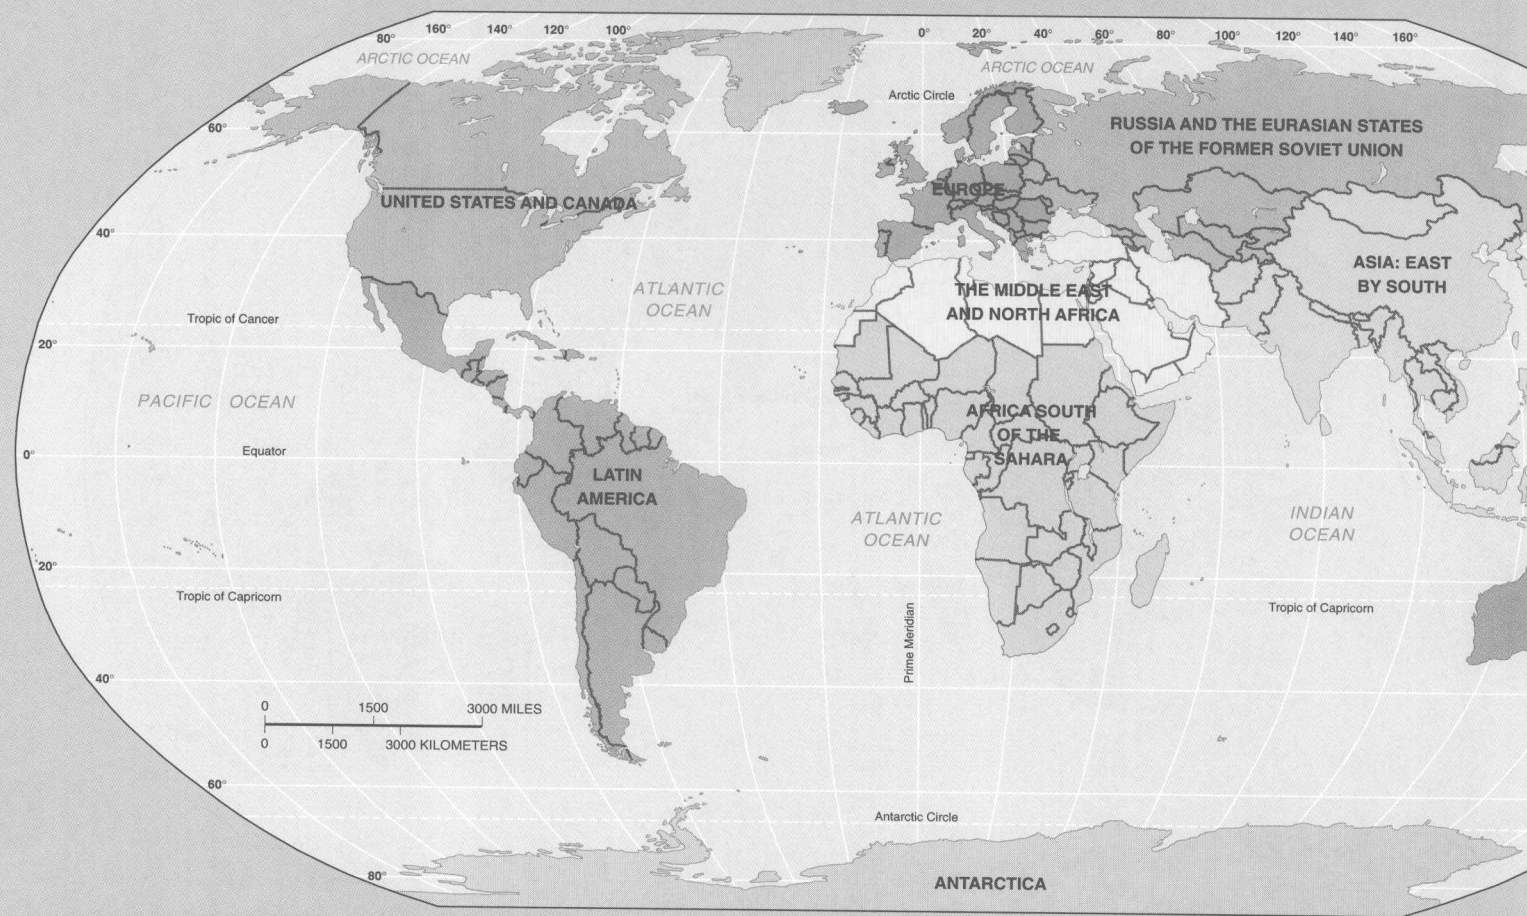 160° 140° 120° 100° 0° 20° 40° 60° 80° 100° 120° 140° 160°
80°
ARCTIC OCEAN
ARCTIC OCEAN
Arctic Circle
60°
RUSSIA AND THE EURASIAN STATES
OF THE FORMER SOVIET UNION
EUROPE
UNITED STATES AND CANADA
40°
ASIA: EAST
BY SOUTH
ATLANTIC
OCEAN
THE MIDDLE EAST
AND NORTH AFRICA
Tropic of Cancer
20°
PACIFIC OCEAN
AFRICA SOUTH
OF THE
SAHARA
Equator
0°
LATIN
AMERICA
ATLANTIC
OCEAN
INDIAN
OCEAN
20°
Tropic of Capricorn
Tropic of Capricorn
Prime Meridian
40°
0 1500 3000 MILES
0 1500 3000 KILOMETERS
60°
Antarctic Circle
80°
ANTARCTICA